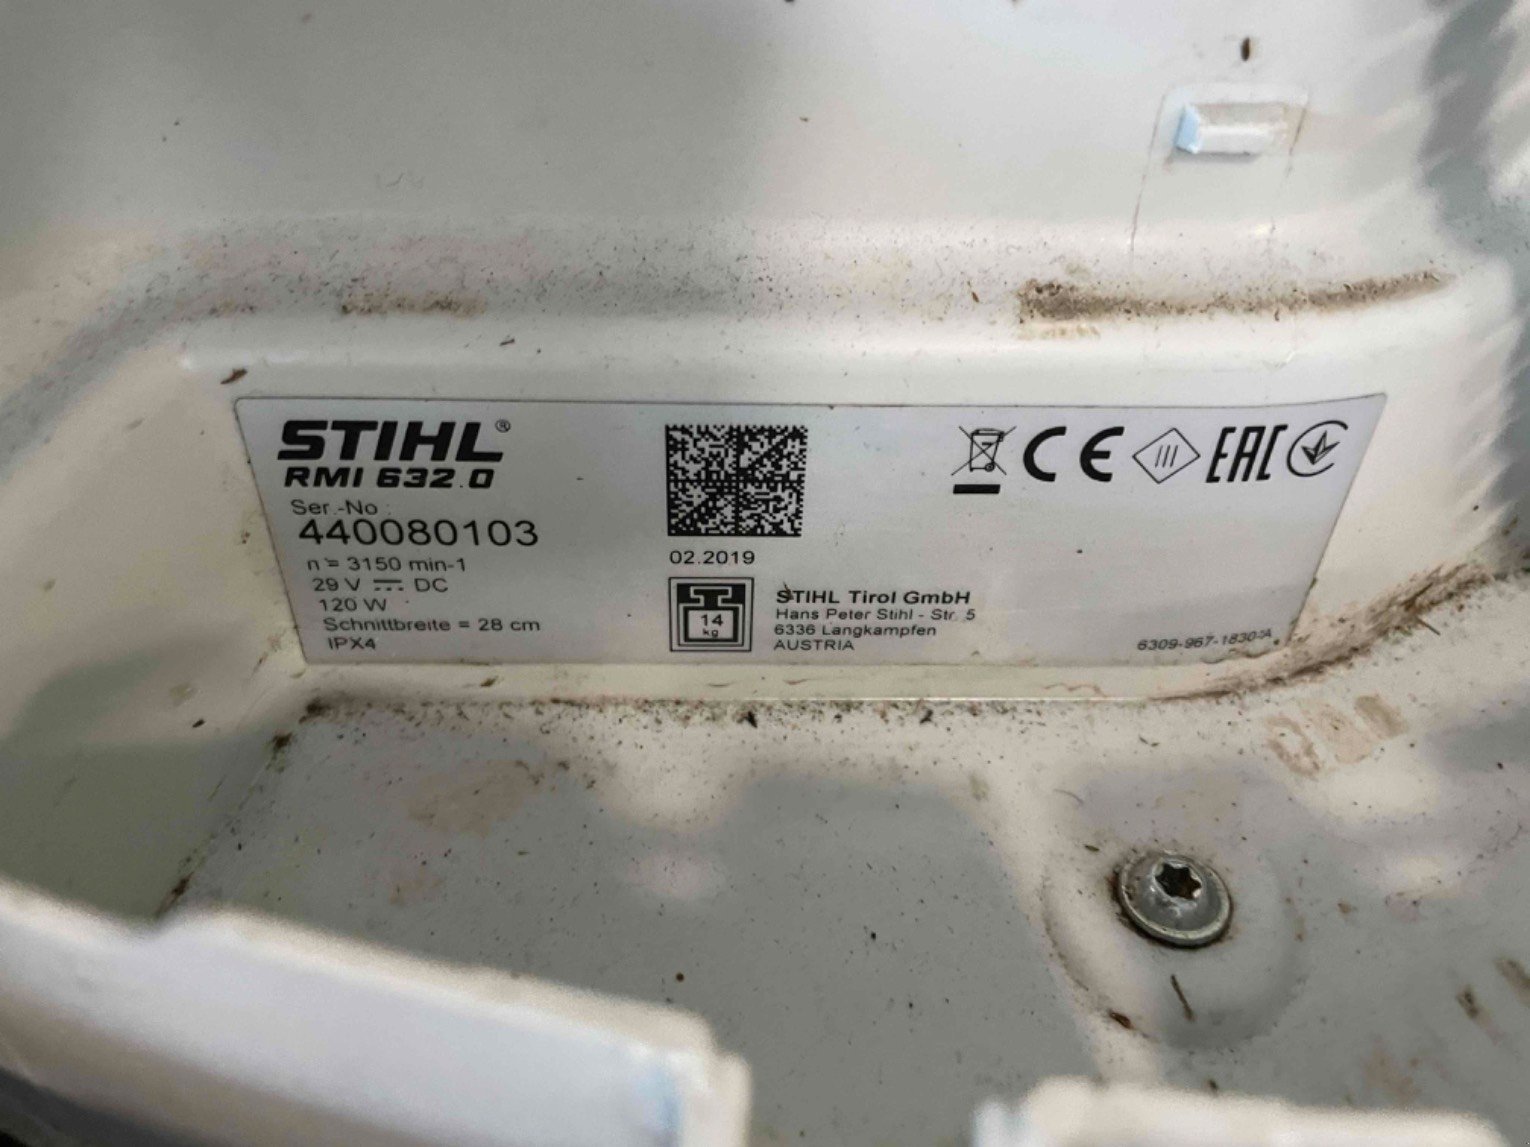 STIHL®
RMI 632.0
Ser.-No.:
440080103
n = 3150 min-1
29 V DC
120 W
Schnittbreite = 28 cm
IPX4
02.2019
14
kg
STIHL Tirol GmbH
Hans Peter Stihl - Str. 5
6336 Langkampfen
AUSTRIA
CE
EAC